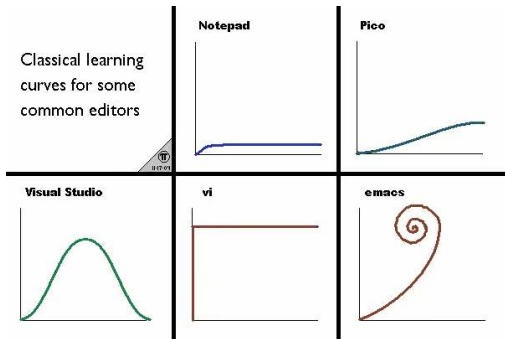 Classical learning
curves for some
common editors
Notepad
Pico
Visual Studio
vi
emacs